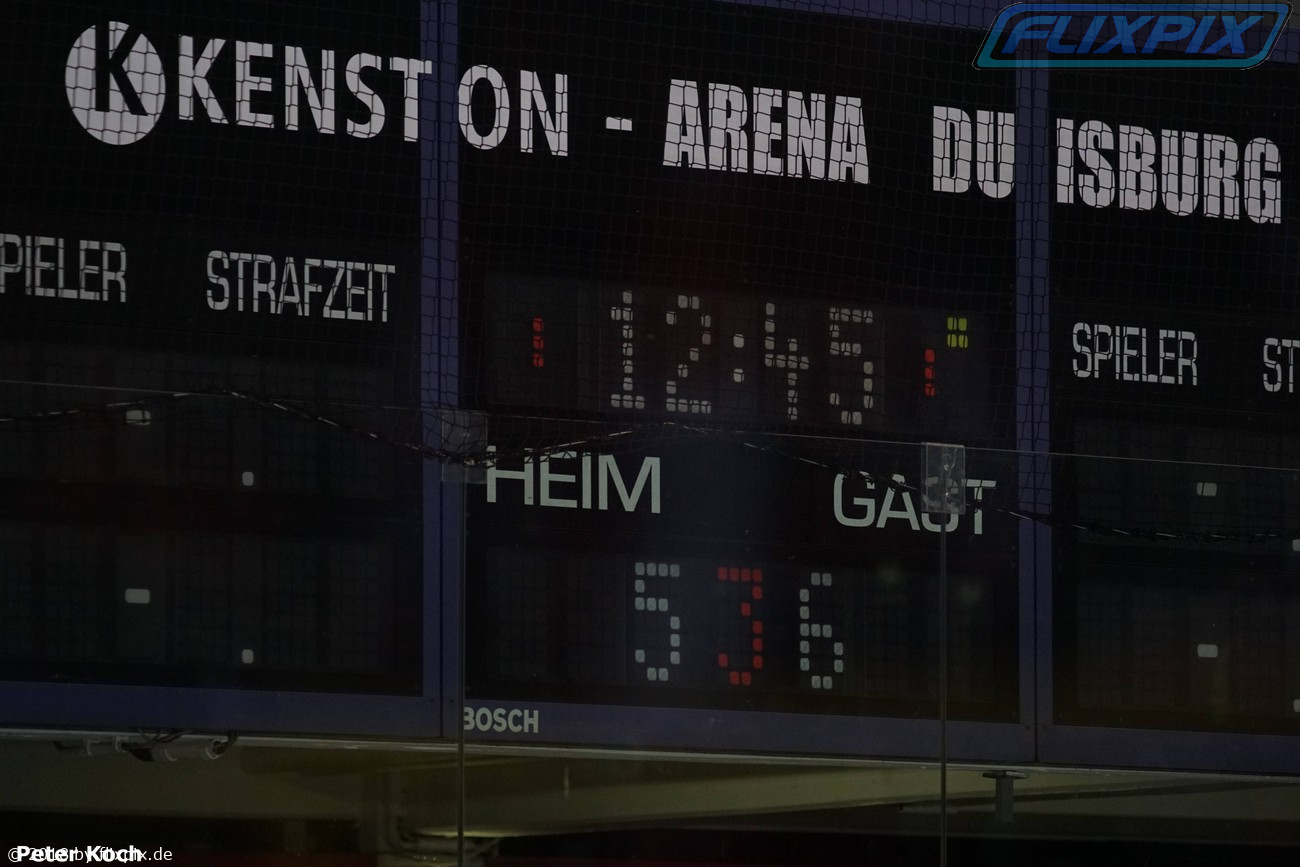 FLIXPIX
K KENSTON - ARENA DUISBURG
SPIELER STRAFZEIT
12:45
SPIELER
HEIM GAST
5 3 6
BOSCH
Peter Koch